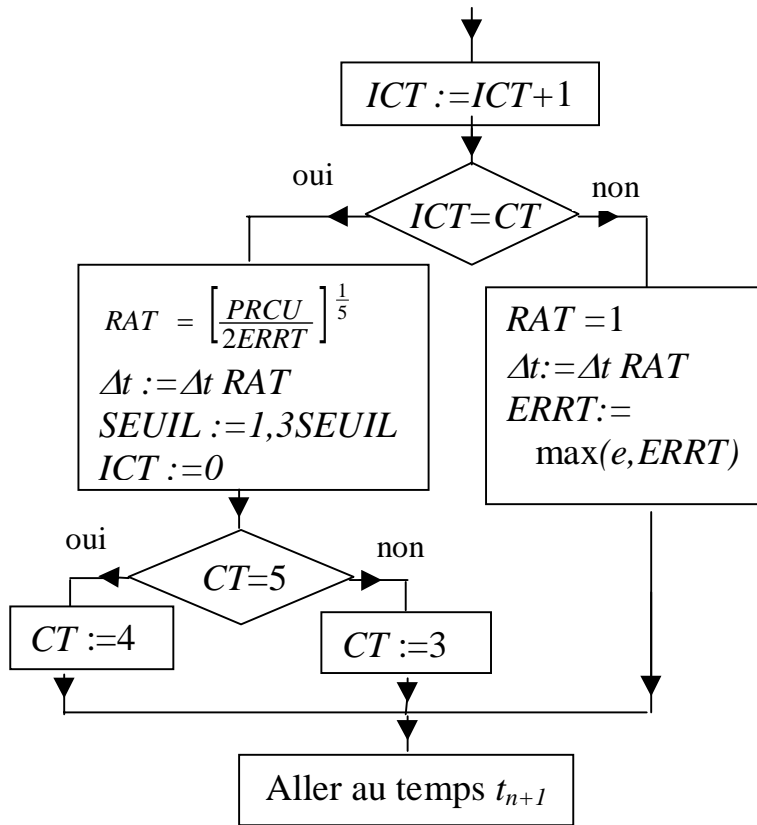 ICT :=ICT+1
oui
non
ICT=CT
RAT = [PRCU/2ERRT]^1/5
Δt :=Δt RAT
SEUIL :=1,3SEUIL
ICT :=0
RAT =1
Δt:=Δt RAT
ERRT:=
max(e,ERRT)
oui
non
CT=5
CT :=4
CT :=3
Aller au temps tn+1